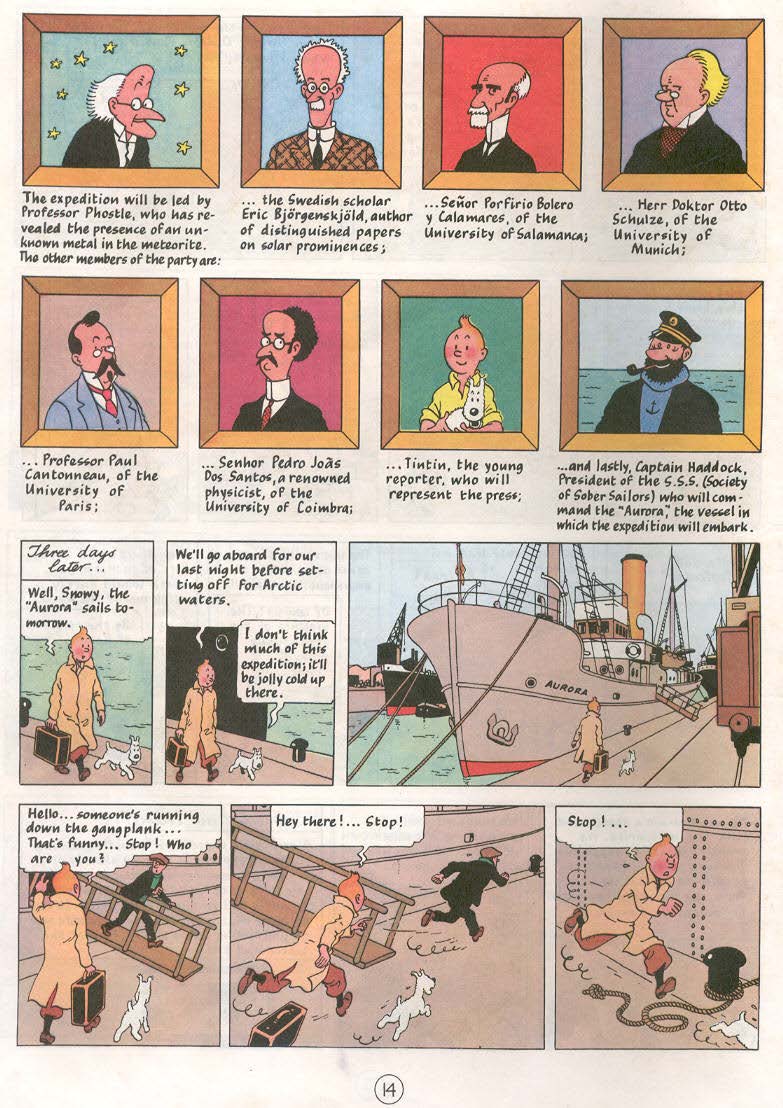 The expedition will be led by
Professor Phostle, who has re-
vealed the presence of an un-
known metal in the meteorite.
The other members of the party are:
... the Swedish scholar
Eric Björgenskjöld, author
of distinguished papers
on solar prominences;
...Señor Porfirio Bolero
y Calamares, of the
University of Salamanca;
... Herr Doktor Otto
Schulze, of the
University of
Munich;
... Professor Paul
Cantonneau, of the
University of
Paris;
... Senhor Pedro Joãs
Dos Santos, a renowned
physicist, of the
University of Coimbra;
...Tintin, the young
reporter, who will
represent the press;
...and lastly, Captain Haddock,
President of the S.S.S. (Society
of Sober Sailors) who will com-
mand the "Aurora", the vessel in
which the expedition will embark.
Three days
later...
Well, Snowy, the
"Aurora" sails to-
morrow.
We'll go aboard for our
last night before set-
ting off for Arctic
waters.
I don't think
much of this
expedition; it'll
be jolly cold up
there.
AURORA
Hello... someone's running
down the gangplank ...
That's funny... Stop! Who
are you?
Hey there!... Stop!
Stop! ...
14